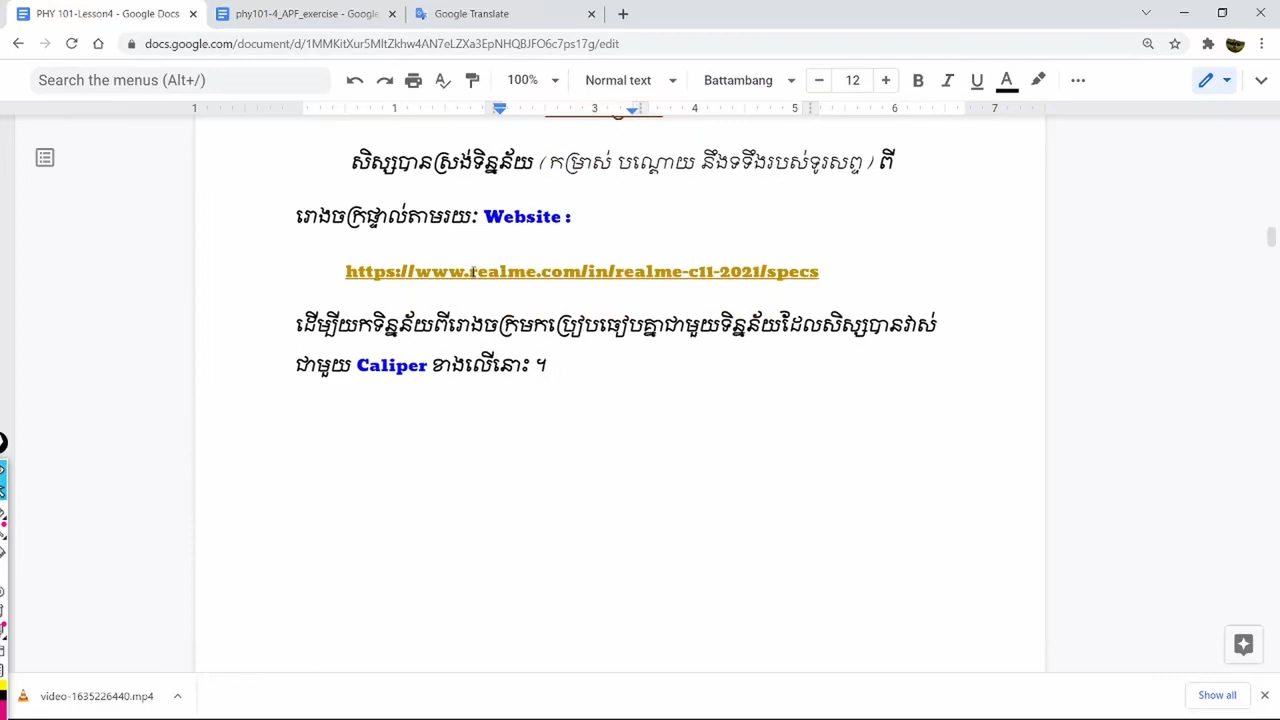 PHY 101-Lesson4 - Google Docs
phy101-4_APF_exercise - Google
Google Translate
docs.google.com/document/d/1MMKitXur5MltZkhw4AN7eLZXa3EpNHQBJFO6c7ps17g/edit
Search the menus (Alt+/)
100%
Normal text
Battambang
12
1 1 3 4 5 6 7
សិស្សបានស្រង់ទិន្នន័យ ( កម្រាស់ បណ្ដោយ នឹងទទឹងរបស់ទូរសព្ទ ) ពី
រោងចក្រផ្ទាល់តាមរយៈ Website :
https://www.realme.com/in/realme-c11-2021/specs
ដើម្បីយកទិន្នន័យពីរោងចក្រមកប្រៀបធៀបគ្នាជាមួយទិន្នន័យដែលសិស្សបានវាស់
ជាមួយ Caliper ខាងលើនោះ ។
video-1635226440.mp4
Show all